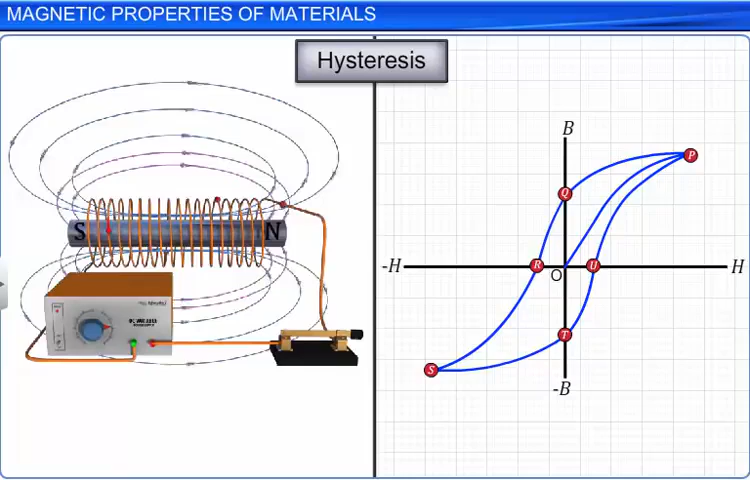 MAGNETIC PROPERTIES OF MATERIALS
Hysteresis
S
N
B
P
Q
-H
R
O
U
H
T
S
-B